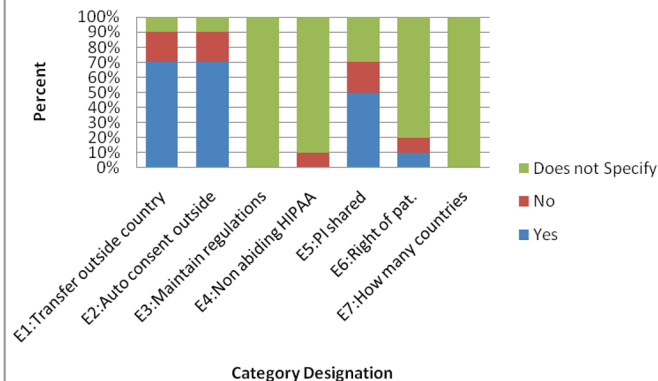 100%
90%
80%
70%
60%
50%
40%
30%
20%
10%
0%
Percent
E1:Transfer outside country
E2:Auto consent outside
E3:Maintain regulations
E4:Non abiding HIPAA
E5:PI shared
E6:Right of pat.
E7:How many countries
Category Designation
Does not Specify
No
Yes